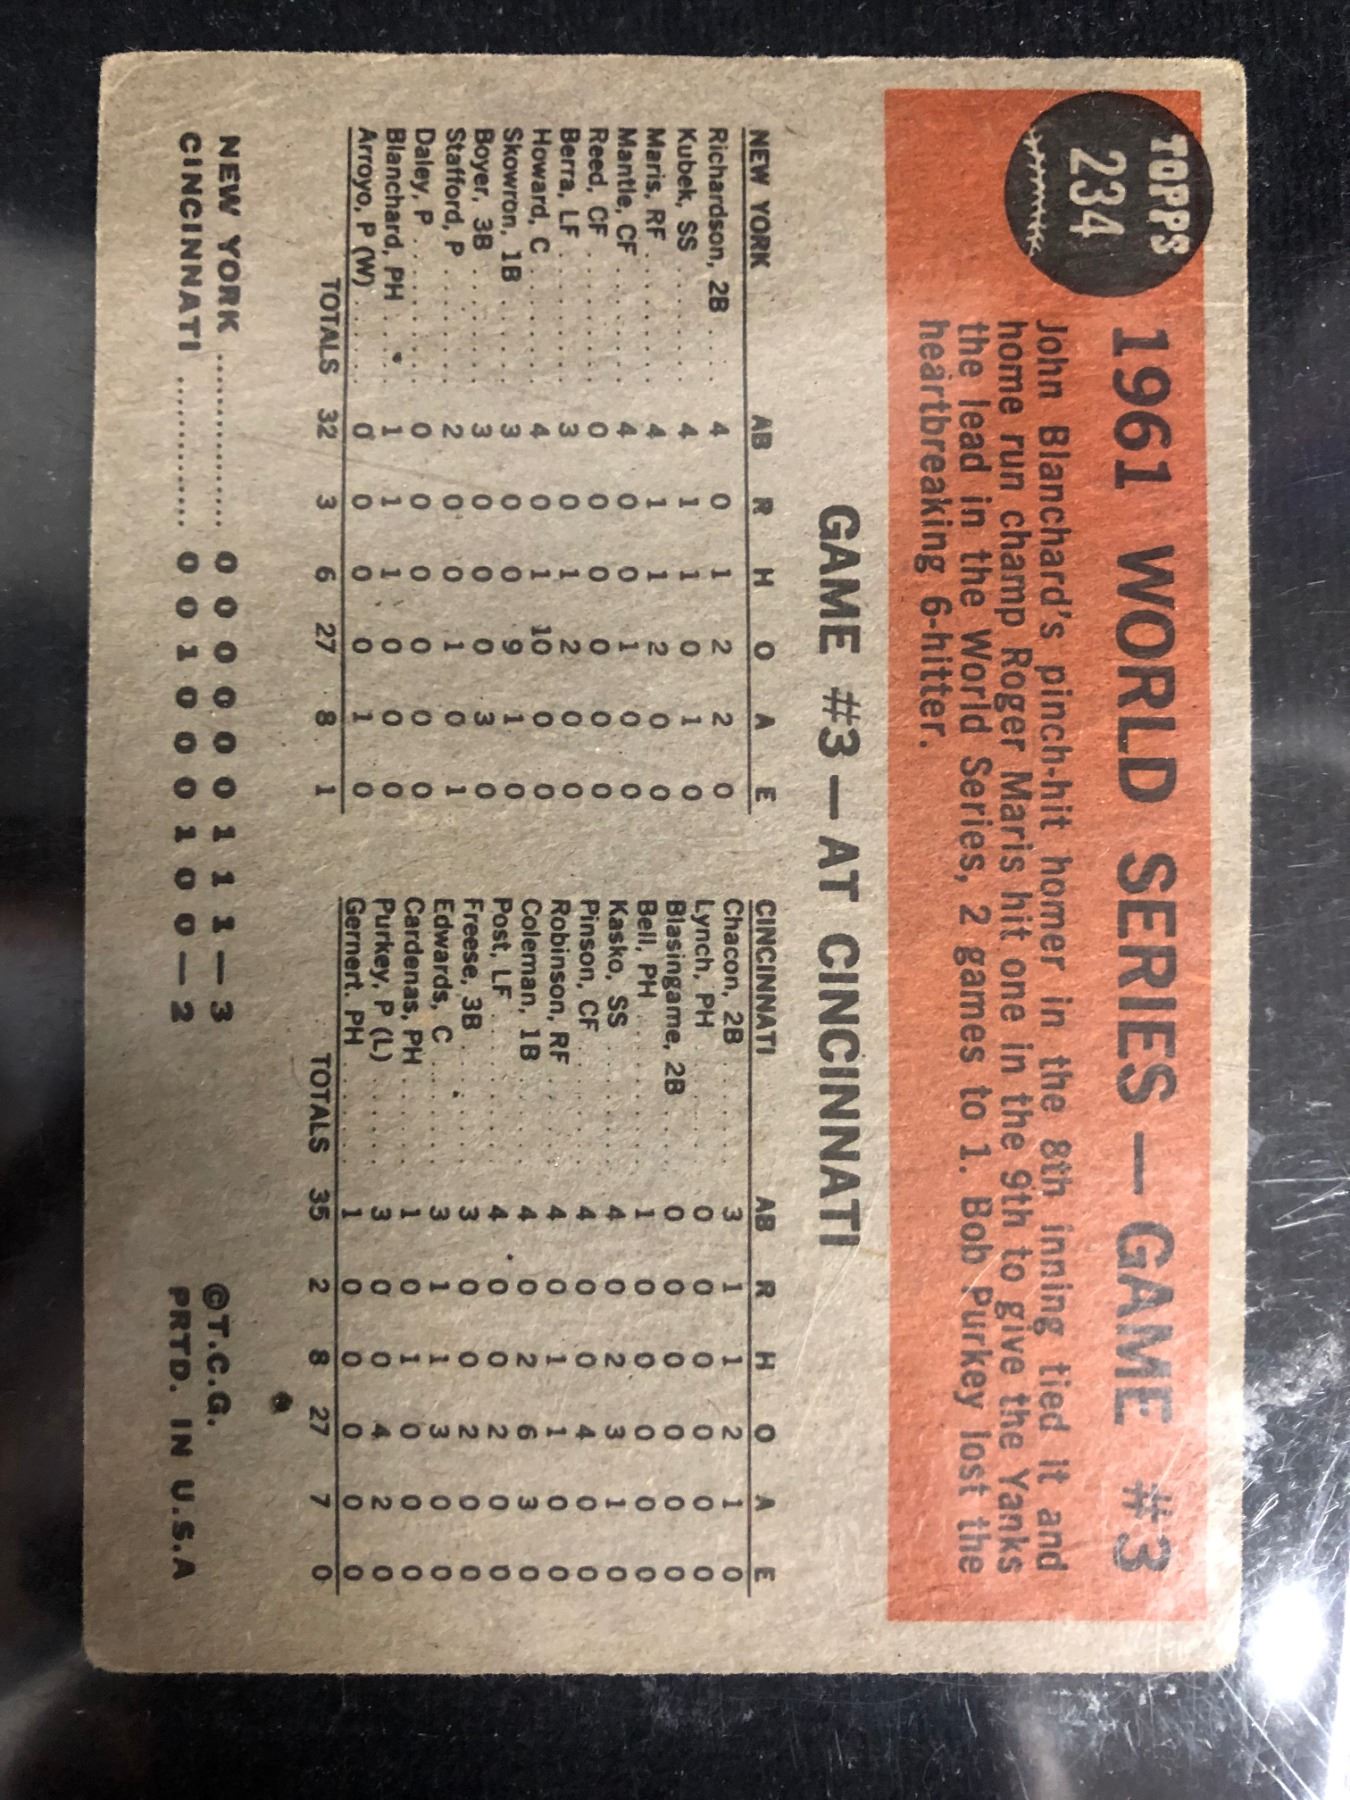 TOPPS
234
1961 WORLD SERIES — GAME #3
John Blanchard's pinch-hit homer in the 8th inning tied it and
home run champ Roger Maris hit one in the 9th to give the Yanks
the lead in the World Series, 2 games to 1. Bob Purkey lost the
heartbreaking 6-hitter.
GAME #3 — AT CINCINNATI
NEW YORK AB R H O A E
Richardson, 2B .... 4 0 1 2 2 0
Kubek, SS ....... 4 1 1 0 1 0
Maris, RF ....... 4 1 1 2 0 0
Mantle, CF ...... 4 0 0 1 0 0
Reed, CF ........ 0 0 0 0 0 0
Berra, LF ........ 3 0 1 2 0 0
Howard, C ....... 4 0 1 10 0 0
Skowron, 1B ..... 3 0 0 9 1 0
Boyer, 3B ....... 3 0 0 0 3 0
Stafford, P ...... 2 0 0 1 0 1
Daley, P ........ 0 0 0 0 0 0
Blanchard, PH .... 1 1 1 0 0 0
Arroyo, P (W) .... 0 0 0 0 1 0
TOTALS 32 3 6 27 8 1
CINCINNATI AB R H O A E
Chacon, 2B ...... 3 1 1 2 1 0
Lynch, PH ....... 0 0 0 0 0 0
Blasingame, 2B ... 0 0 0 0 0 0
Bell, PH ........ 1 0 0 0 0 0
Kasko, SS ....... 4 0 2 3 1 0
Pinson, CF ...... 4 0 0 4 0 0
Robinson, RF .... 4 0 1 1 0 0
Coleman, 1B ..... 4 0 2 6 3 0
Post, LF ........ 4 0 0 2 0 0
Freese, 3B ...... 3 0 0 2 0 0
Edwards, C ...... 3 1 1 3 0 0
Cardenas, PH .... 1 0 1 0 0 0
Purkey, P (L) .... 3 0 0 4 2 0
Gernert. PH ..... 1 0 0 0 0 0
TOTALS 35 2 8 27 7 0
NEW YORK ............... 0 0 0 0 0 0 1 1 1 — 3
CINCINNATI ............. 0 0 1 0 0 0 1 0 0 — 2
©T.C.G.
PRTD. IN U.S.A